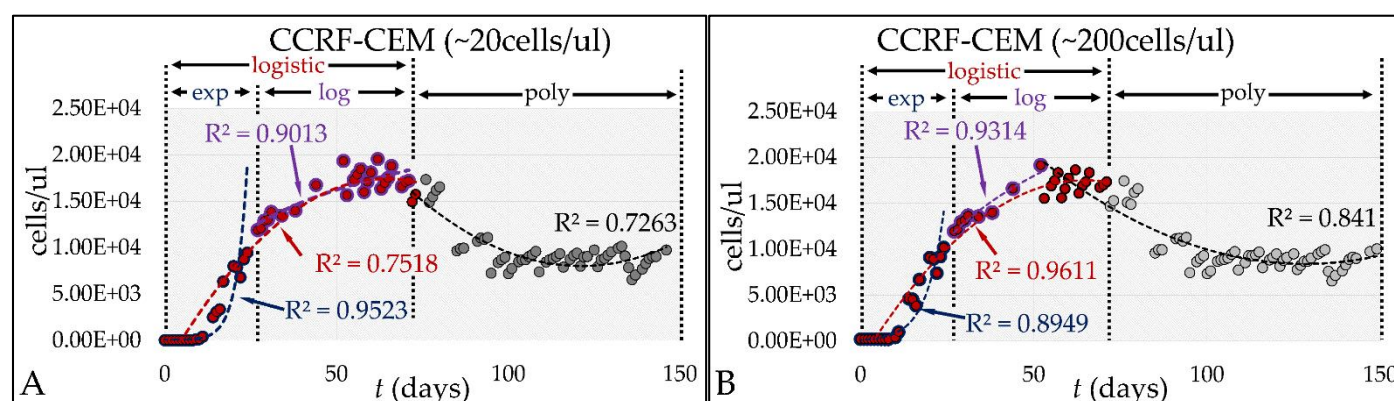 CCRF-CEM (~20cells/ul)
logistic
exp
log
poly
2.50E+04
2.00E+04
1.50E+04
1.00E+04
5.00E+03
0.00E+00
cells/ul
R² = 0.9013
R² = 0.7263
R² = 0.7518
R² = 0.9523
0
50
100
150
t (days)
A
CCRF-CEM (~200cells/ul)
logistic
exp
log
poly
2.50E+04
2.00E+04
1.50E+04
1.00E+04
5.00E+03
0.00E+00
cells/ul
R² = 0.9314
R² = 0.841
R² = 0.9611
R² = 0.8949
0
50
100
150
t (days)
B